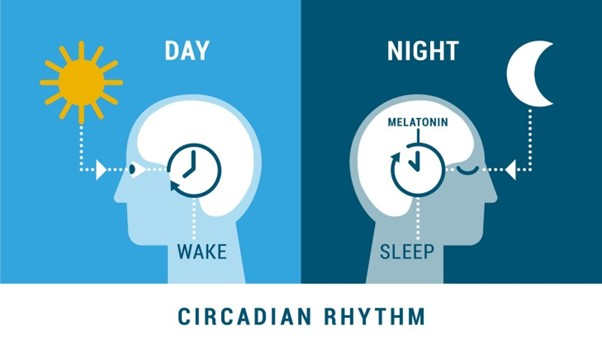 DAY
NIGHT
MELATONIN
WAKE
SLEEP
CIRCADIAN RHYTHM